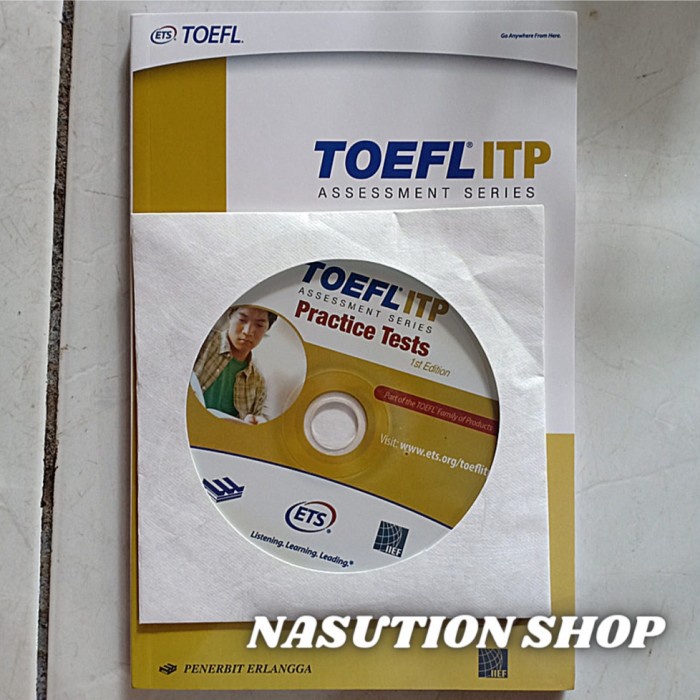 ETS TOEFL.
Go Anywhere From Here.
TOEFL® ITP
ASSESSMENT SERIES
TOEFL® ITP
ASSESSMENT SERIES
Practice Tests
1st Edition
Part of the TOEFL® Family of Products
Visit: www.ets.org/toeflit
ETS®
Listening. Learning. Leading.®
IIEF
NASUTION SHOP
PENERBIT ERLANGGA
IIEF